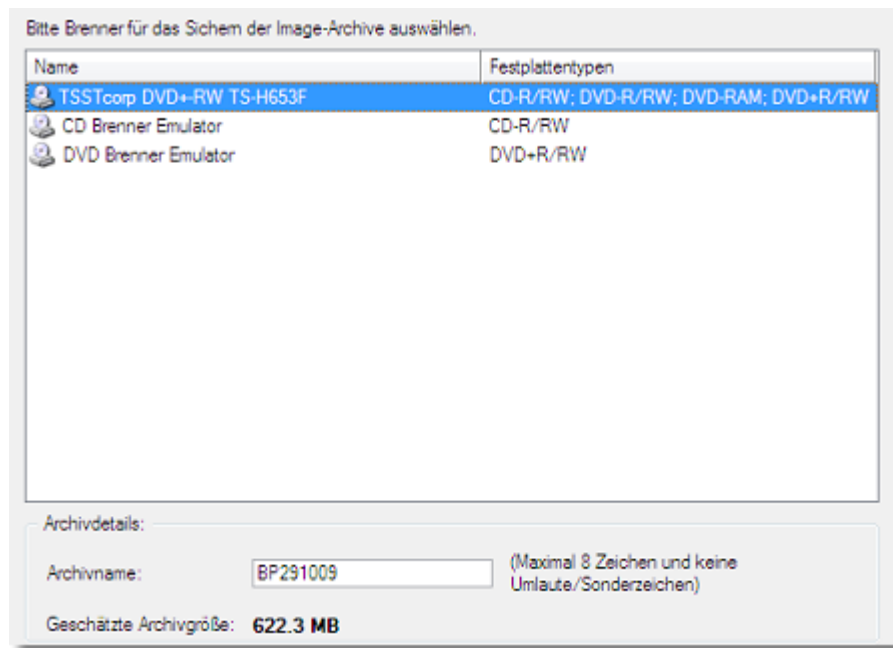 Bitte Brenner für das Sichern der Image-Archive auswählen.
Name Festplattentypen
TSSTcorp DVD+-RW TS-H653F CD-R/RW; DVD-R/RW; DVD-RAM; DVD+R/RW
CD Brenner Emulator CD-R/RW
DVD Brenner Emulator DVD+R/RW
Archivdetails:
Archivname: BP291009 (Maximal 8 Zeichen und keine
Umlaute/Sonderzeichen)
Geschätzte Archivgröße: 622.3 MB